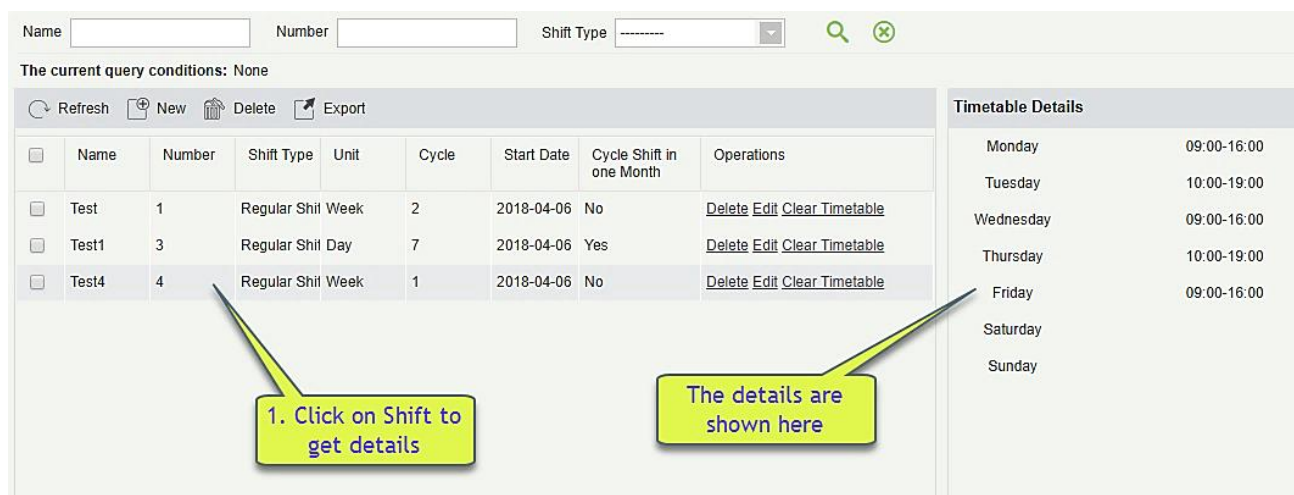 Name Number Shift Type ---------
The current query conditions: None
Refresh New Delete Export
Name Number Shift Type Unit Cycle Start Date Cycle Shift in one Month Operations
Test 1 Regular Shif Week 2 2018-04-06 No Delete Edit Clear Timetable
Test1 3 Regular Shif Day 7 2018-04-06 Yes Delete Edit Clear Timetable
Test4 4 Regular Shif Week 1 2018-04-06 No Delete Edit Clear Timetable
1. Click on Shift to
get details
Timetable Details
Monday 09:00-16:00
Tuesday 10:00-19:00
Wednesday 09:00-16:00
Thursday 10:00-19:00
Friday 09:00-16:00
Saturday
Sunday
The details are
shown here